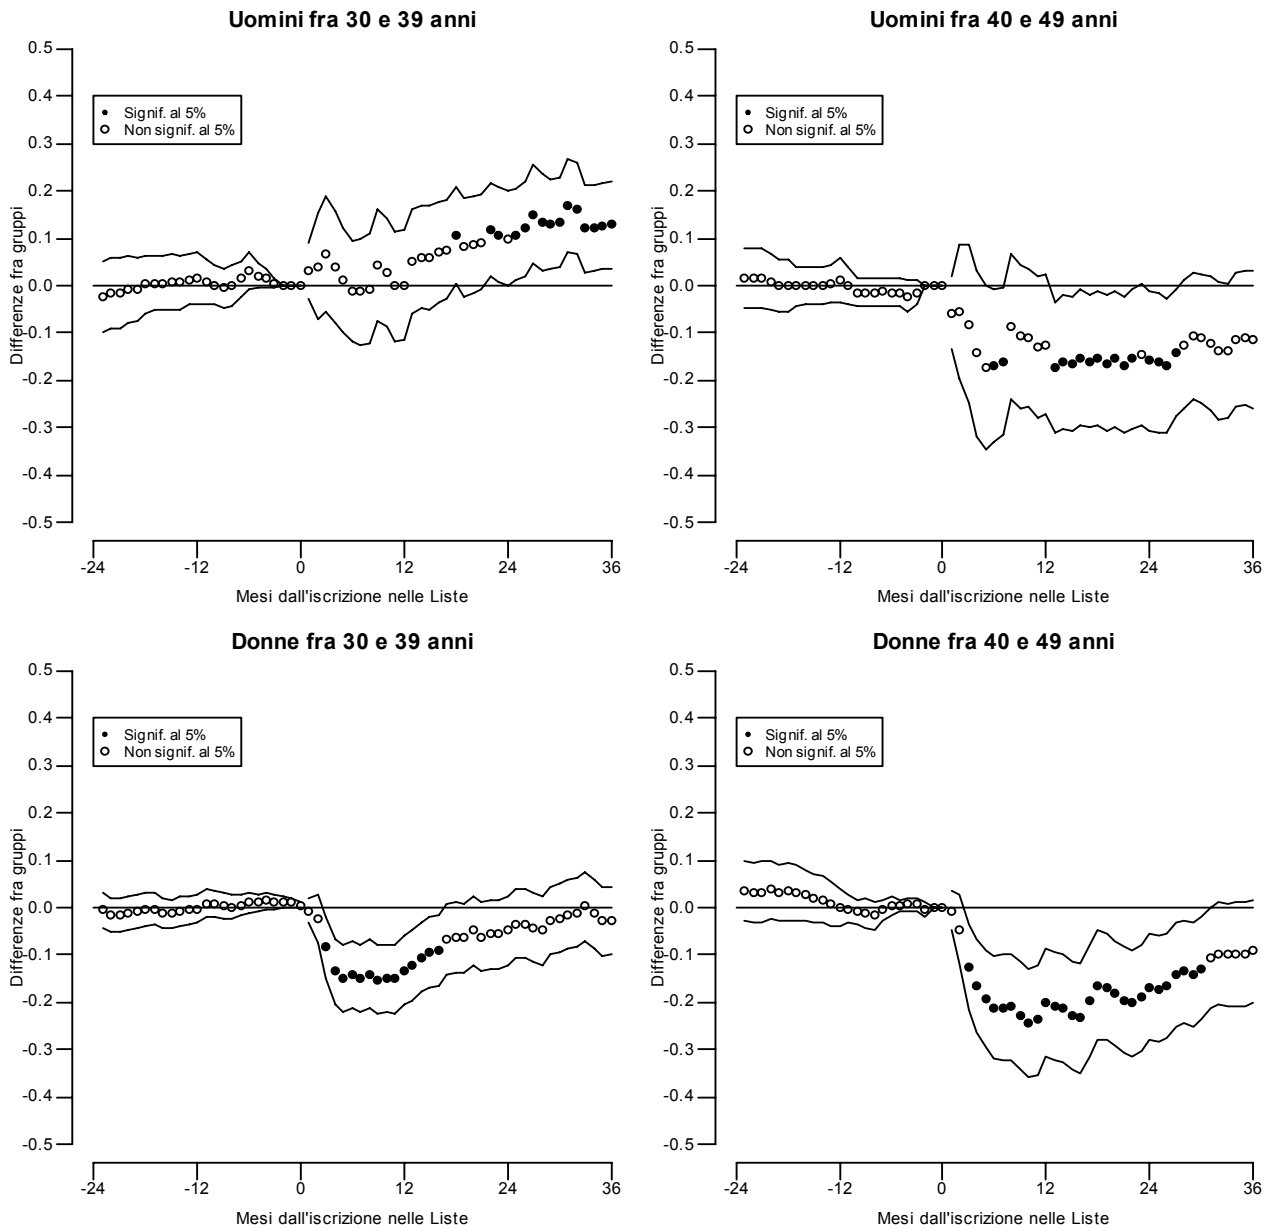 Uomini fra 30 e 39 anni
0.5
0.4
0.3
0.2
0.1
0.0
-0.1
-0.2
-0.3
-0.4
-0.5
Differenze fra gruppi
Signif. al 5%
Non signif. al 5%
-24 -12 0 12 24 36
Mesi dall'iscrizione nelle Liste
Uomini fra 40 e 49 anni
0.5
0.4
0.3
0.2
0.1
0.0
-0.1
-0.2
-0.3
-0.4
-0.5
Differenze fra gruppi
Signif. al 5%
Non signif. al 5%
-24 -12 0 12 24 36
Mesi dall'iscrizione nelle Liste
Donne fra 30 e 39 anni
0.5
0.4
0.3
0.2
0.1
0.0
-0.1
-0.2
-0.3
-0.4
-0.5
Differenze fra gruppi
Signif. al 5%
Non signif. al 5%
-24 -12 0 12 24 36
Mesi dall'iscrizione nelle Liste
Donne fra 40 e 49 anni
0.5
0.4
0.3
0.2
0.1
0.0
-0.1
-0.2
-0.3
-0.4
-0.5
Differenze fra gruppi
Signif. al 5%
Non signif. al 5%
-24 -12 0 12 24 36
Mesi dall'iscrizione nelle Liste